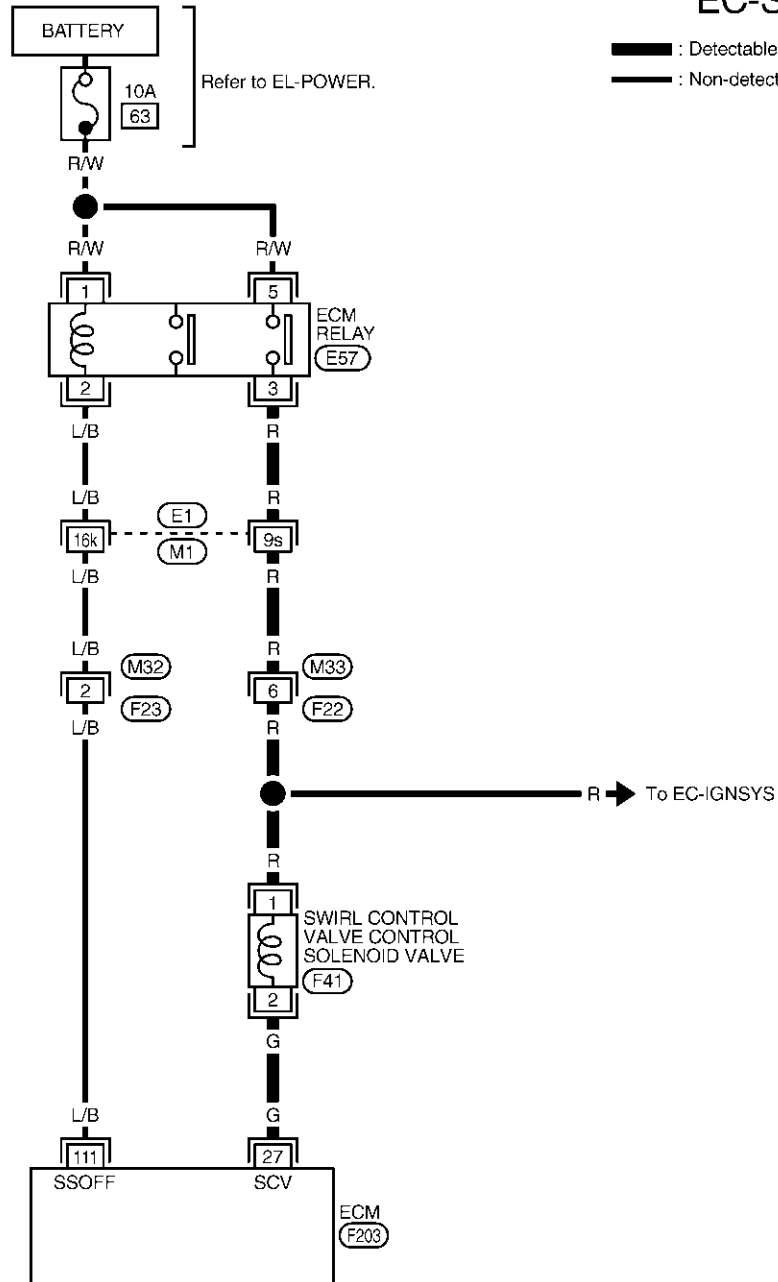 EC-S
BATTERY
: Detectable
: Non-detect
Refer to EL-POWER.
10A
63
R/W
R/W R/W
1 5
ECM
RELAY
E57
2 3
L/B R
L/B R
E1
16k 9s
M1
L/B R
L/B R
M32 M33
2 6
F23 F22
L/B R
R To EC-IGNSYS
R
1
SWIRL CONTROL
VALVE CONTROL
SOLENOID VALVE
F41
2
G
L/B G
111 27
SSOFF SCV
ECM
F203